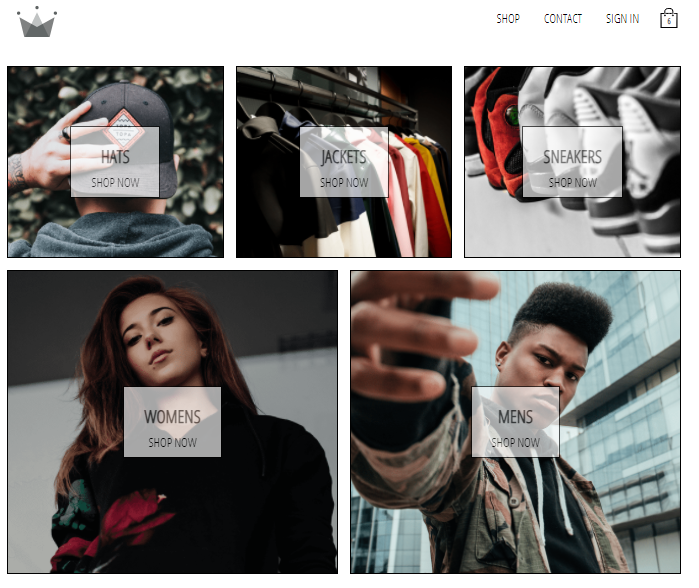 SHOP CONTACT SIGN IN 6
HATS
SHOP NOW
JACKETS
SHOP NOW
SNEAKERS
SHOP NOW
WOMENS
SHOP NOW
MENS
SHOP NOW